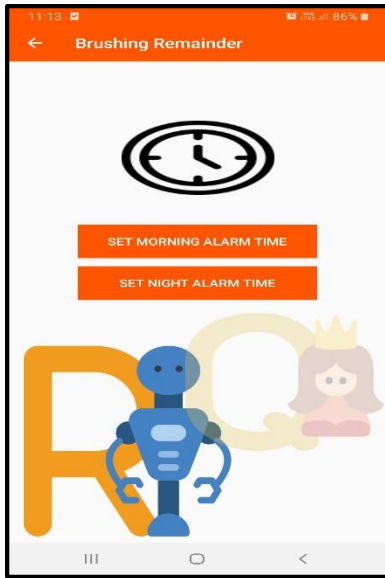 11:13 86%
Brushing Remainder
SET MORNING ALARM TIME
SET NIGHT ALARM TIME
R Q